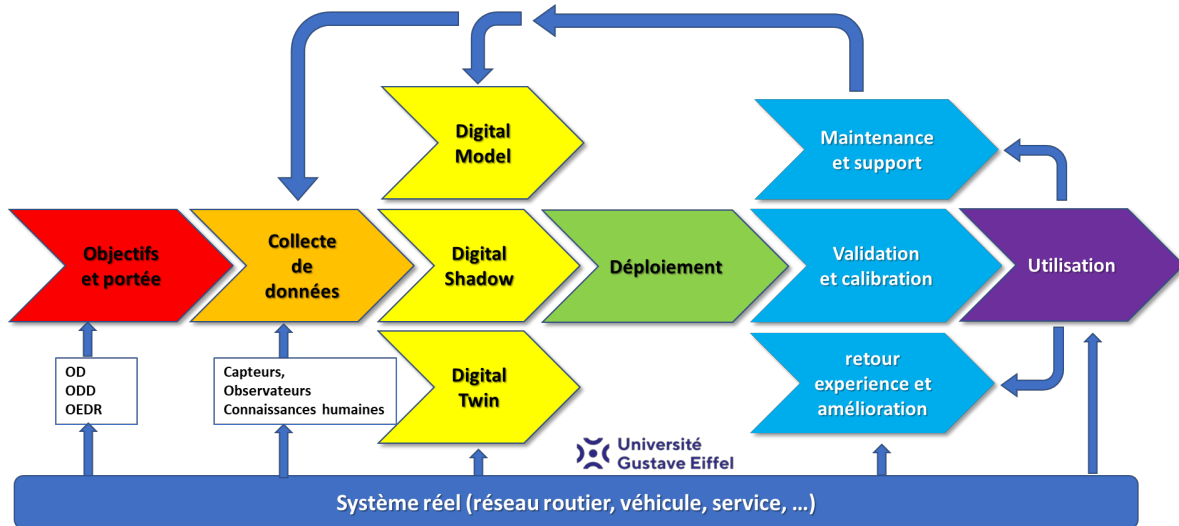 Digital
Model
Maintenance
et support
Objectifs
et portée
Collecte
de
données
Digital
Shadow
Déploiement
Validation
et calibration
Utilisation
OD
ODD
OEDR
Capteurs,
Observateurs
Connaissances humaines
Digital
Twin
retour
experience et
amélioration
Université
Gustave Eiffel
Système réel (réseau routier, véhicule, service, ...)